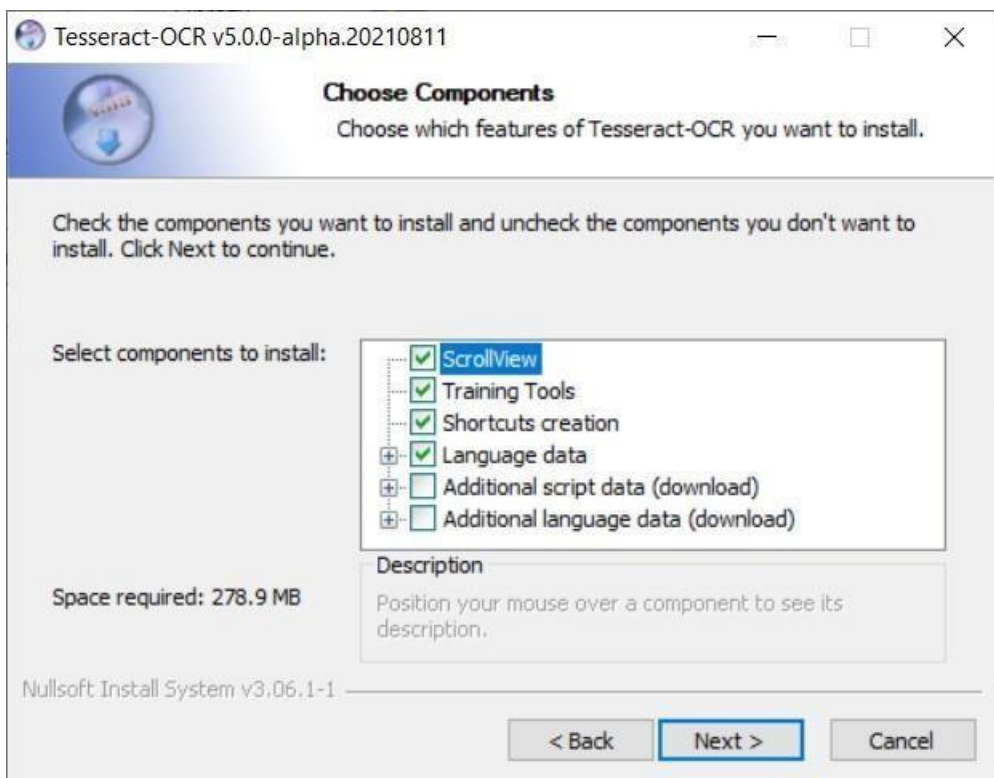 Tesseract-OCR v5.0.0-alpha.20210811
Choose Components
Choose which features of Tesseract-OCR you want to install.
Check the components you want to install and uncheck the components you don't want to
install. Click Next to continue.
Select components to install:
ScrollView
Training Tools
Shortcuts creation
Language data
Additional script data (download)
Additional language data (download)
Space required: 278.9 MB
Description
Position your mouse over a component to see its
description.
Nullsoft Install System v3.06.1-1
< Back
Next >
Cancel